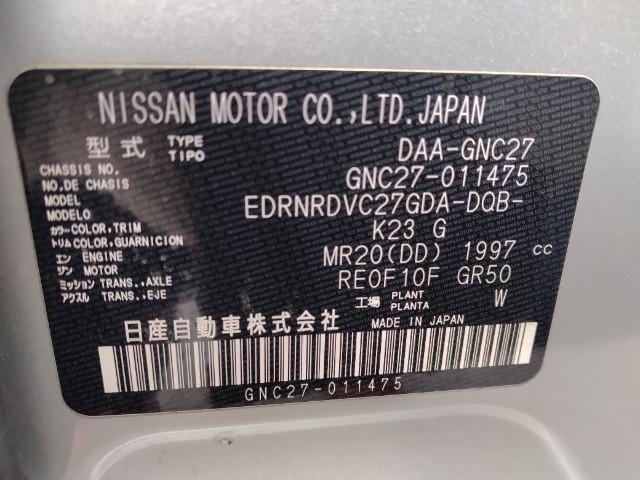 NISSAN MOTOR CO.,LTD.JAPAN
型式 TYPE TIPO DAA-GNC27
CHASSIS NO. NO.DE CHASIS GNC27-011475
MODEL MODELO EDRNRDVC27GDA-DQB-
カラー COLOR,TRIM トリム COLOR,GUARNICION K23 G
エンジン ENGINE MOTOR MR20(DD) 1997 cc
ミッション アクスル TRANS.,AXLE TRANS.,EJE RE0F10F GR50
工場 PLANT PLANTA W
日産自動車株式会社 MADE IN JAPAN
GNC27-011475